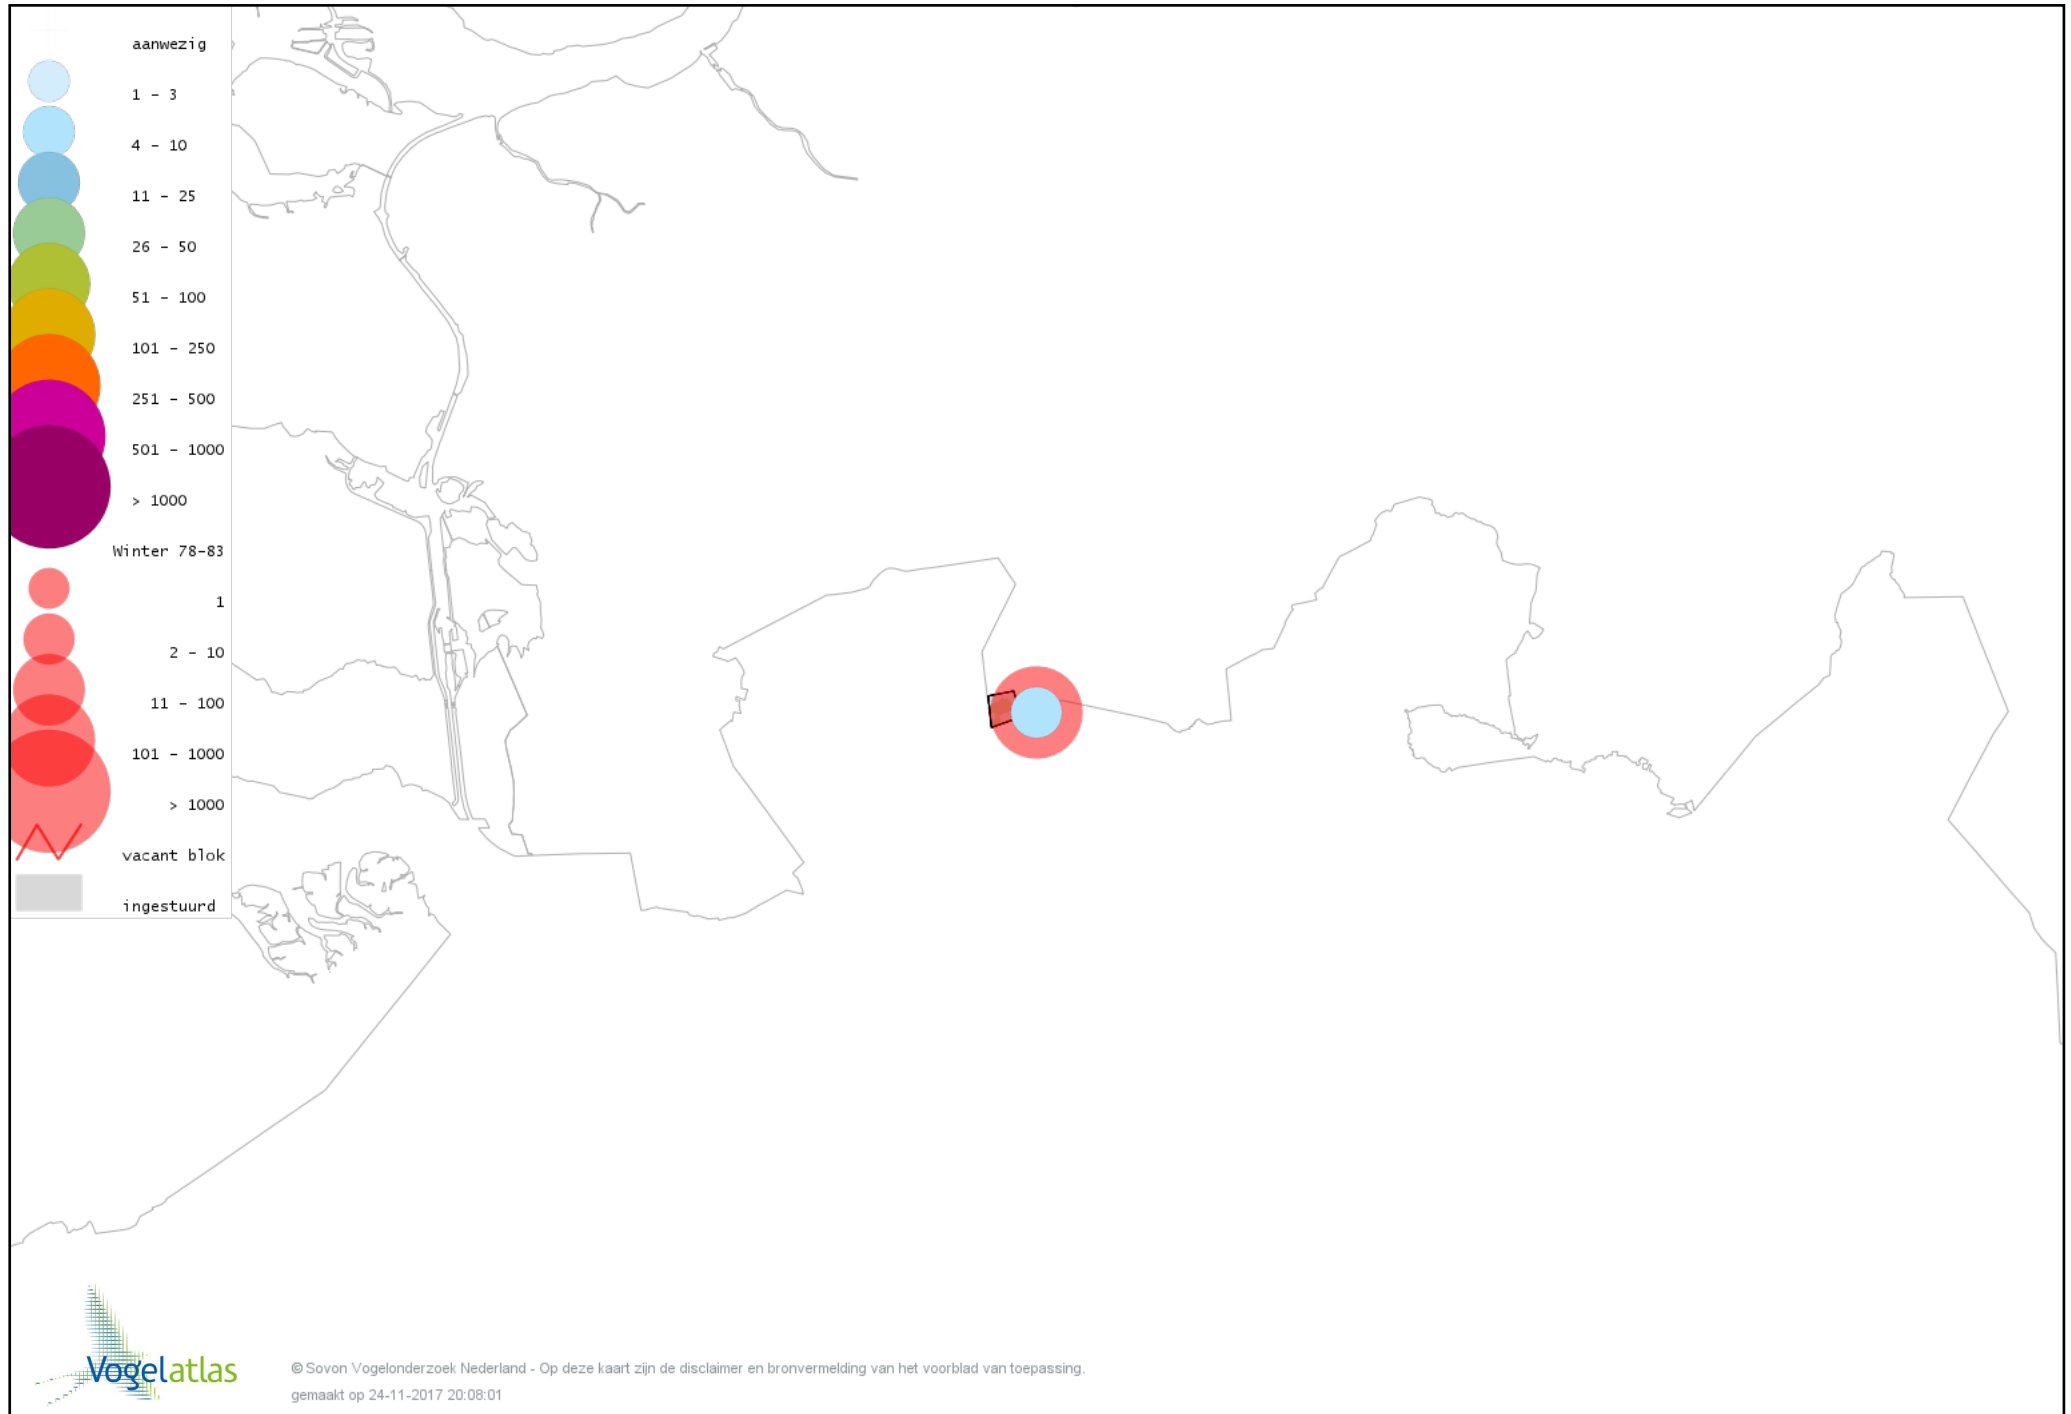 aanwezig
1 - 3
4 - 10
11 - 25
26 - 50
51 - 100
101 - 250
251 - 500
501 - 1000
> 1000
Winter 78-83
1
2 - 10
11 - 100
101 - 1000
> 1000
vacant blok
ingestuurd
Vogelatlas
© Sovon Vogelonderzoek Nederland - Op deze kaart zijn de disclaimer en bronvermelding van het voorblad van toepassing.
gemaakt op 24-11-2017 20:08:01